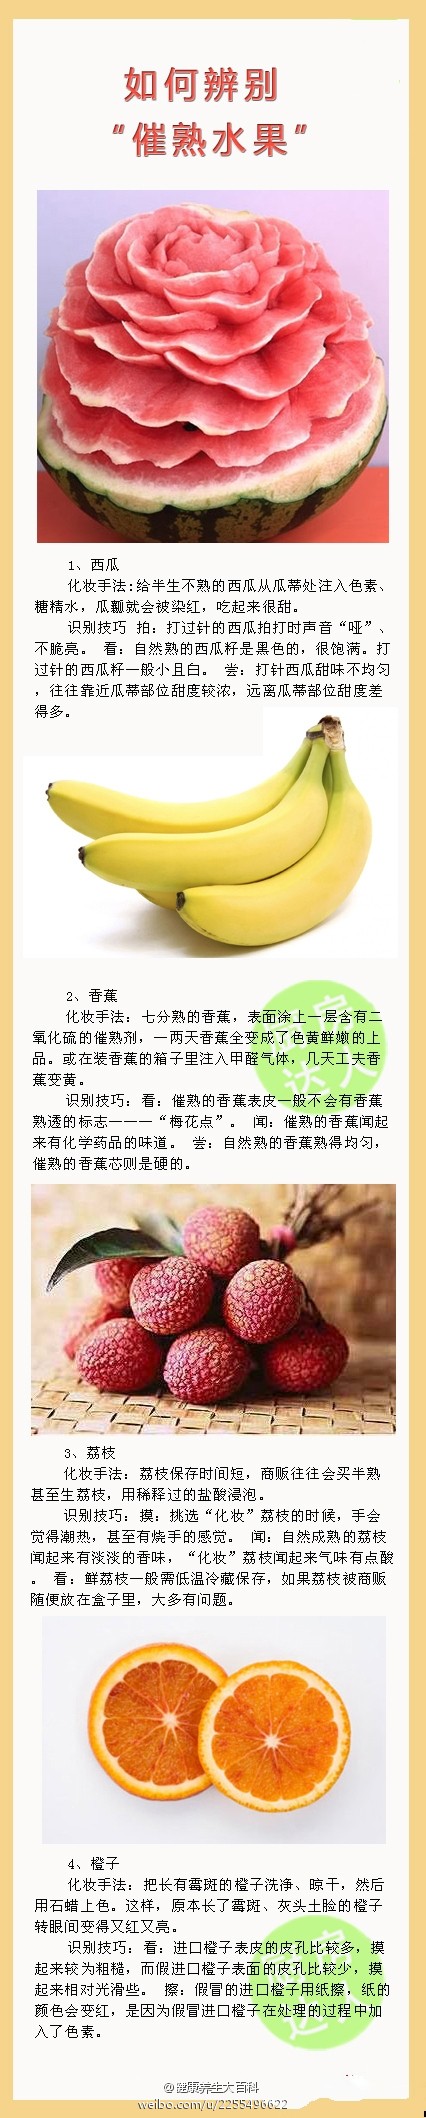 如何辨别
“催熟水果”
1、西瓜
化妆手法:给半生不熟的西瓜从瓜蒂处注入色素、
糖精水，瓜瓤就会被染红，吃起来很甜。
识别技巧 拍：打过针的西瓜拍打时声音“哑”、
不脆亮。 看：自然熟的西瓜籽是黑色的，很饱满。打
过针的西瓜籽一般小且白。 尝：打针西瓜甜味不均匀
，往往靠近瓜蒂部位甜度较浓，远离瓜蒂部位甜度差
得多。
2、香蕉
化妆手法：七分熟的香蕉，表面涂上一层含有二
氧化硫的催熟剂，一两天香蕉全变成了色黄鲜嫩的上
品。或在装香蕉的箱子里注入甲醛气体，几天工夫香
蕉变黄。
识别技巧：看：催熟的香蕉表皮一般不会有香蕉
熟透的标志———“梅花点”。 闻：催熟的香蕉闻起
来有化学药品的味道。 尝：自然熟的香蕉熟得均匀，
催熟的香蕉芯则是硬的。
厨房
达人
3、荔枝
化妆手法：荔枝保存时间短，商贩往往会买半熟
甚至生荔枝，用稀释过的盐酸浸泡。
识别技巧：摸：挑选“化妆”荔枝的时候，手会
觉得潮热，甚至有烧手的感觉。 闻：自然成熟的荔枝
闻起来有淡淡的香味，“化妆”荔枝闻起来气味有点酸
。 看：鲜荔枝一般需低温冷藏保存，如果荔枝被商贩
随便放在盒子里，大多有问题。
4、橙子
化妆手法：把长有霉斑的橙子洗净、晾干，然后
用石蜡上色。这样，原本长了霉斑、灰头土脸的橙子
转眼间变得又红又亮。
识别技巧：看：进口橙子表皮的皮孔比较多，摸
起来较为粗糙，而假进口橙子表面的皮孔比较少，摸
起来相对光滑些。 擦：假冒的进口橙子用纸擦，纸的
颜色会变红，是因为假冒进口橙子在处理的过程中加
入了色素。
厨房
达人
@健康养生大百科
weibo.com/u/2255496622